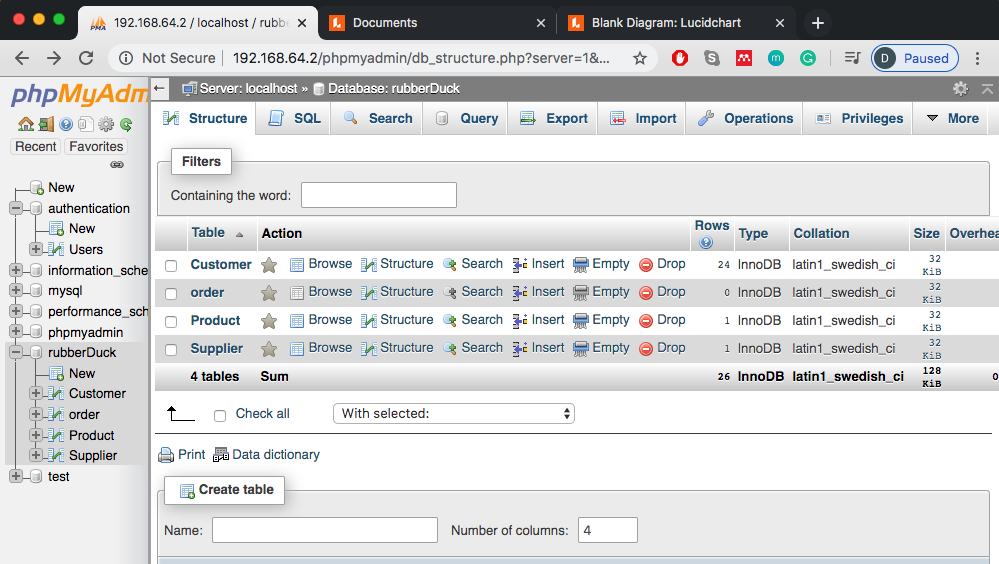 192.168.64.2 / localhost / rubbe
Documents
Blank Diagram: Lucidchart
Not Secure
192.168.64.2/phpmyadmin/db_structure.php?server=1&...
D Paused
phpMyAdm
Server: localhost » Database: rubberDuck
Structure SQL Search Query Export Import Operations Privileges More
Recent Favorites
New
authentication
New
Users
information_sche
mysql
performance_sch
phpmyadmin
rubberDuck
New
Customer
order
Product
Supplier
test
Filters
Containing the word:
Table Action Rows Type Collation Size Overhea
Customer Browse Structure Search Insert Empty Drop 24 InnoDB latin1_swedish_ci 32 KiB
order Browse Structure Search Insert Empty Drop 0 InnoDB latin1_swedish_ci 32 KiB
Product Browse Structure Search Insert Empty Drop 1 InnoDB latin1_swedish_ci 32 KiB
Supplier Browse Structure Search Insert Empty Drop 1 InnoDB latin1_swedish_ci 32 KiB
4 tables Sum 26 InnoDB latin1_swedish_ci 128 KiB 0
Check all With selected:
Print Data dictionary
Create table
Name: Number of columns: 4